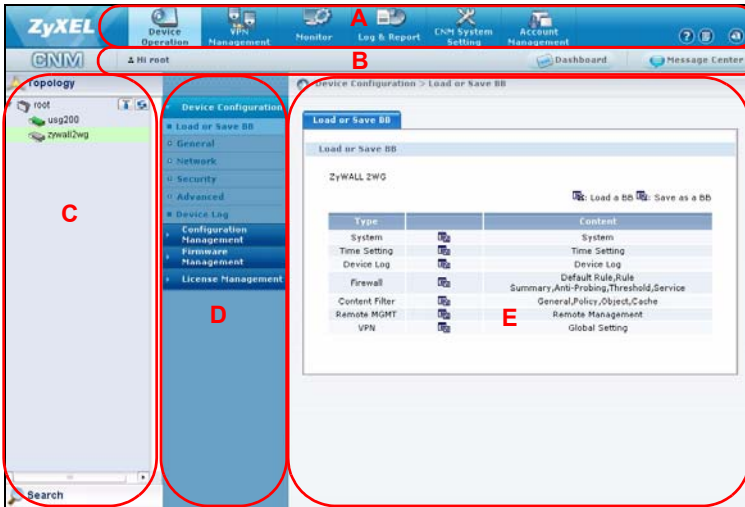 ZyXEL
A
Device Operation
VPN Management
Monitor
Log & Report
CNM System Setting
Account Management
CNM
Hi root
B
Dashboard
Message Center
Topology
root
usg200
zywall2wg
C
Search
Device Configuration
Load or Save BB
General
Network
Security
Advanced
Device Log
Configuration Management
Firmware Management
License Management
D
Device Configuration > Load or Save BB
Load or Save BB
Load or Save BB
ZyWALL 2WG
: Load a BB : Save as a BB
Type Content
System System
Time Setting Time Setting
Device Log Device Log
Firewall Default Rule,Rule Summary,Anti-Probing,Threshold,Service
Content Filter General,Policy,Object,Cache
Remote MGMT Remote Management
VPN Global Setting
E